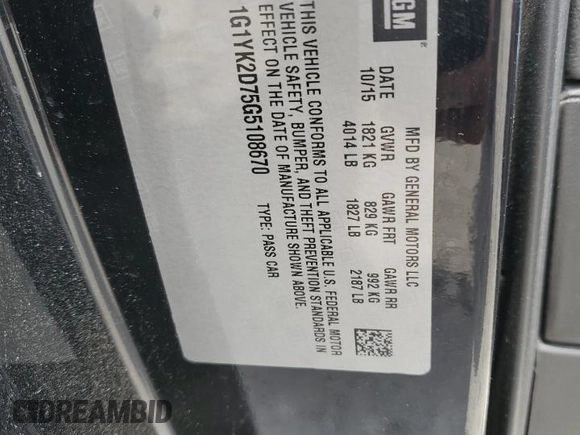 GM
®
MFD BY GENERAL MOTORS LLC
DATE GVWR GAWR FRT GAWR RR
10/15 1821 KG 829 KG 992 KG
4014 LB 1827 LB 2187 LB
THIS VEHICLE CONFORMS TO ALL APPLICABLE U.S. FEDERAL MOTOR
VEHICLE SAFETY, BUMPER, AND THEFT PREVENTION STANDARDS IN
EFFECT ON THE DATE OF MANUFACTURE SHOWN ABOVE.
1G1YK2D75G5108670 TYPE: PASS CAR
DREAMBID